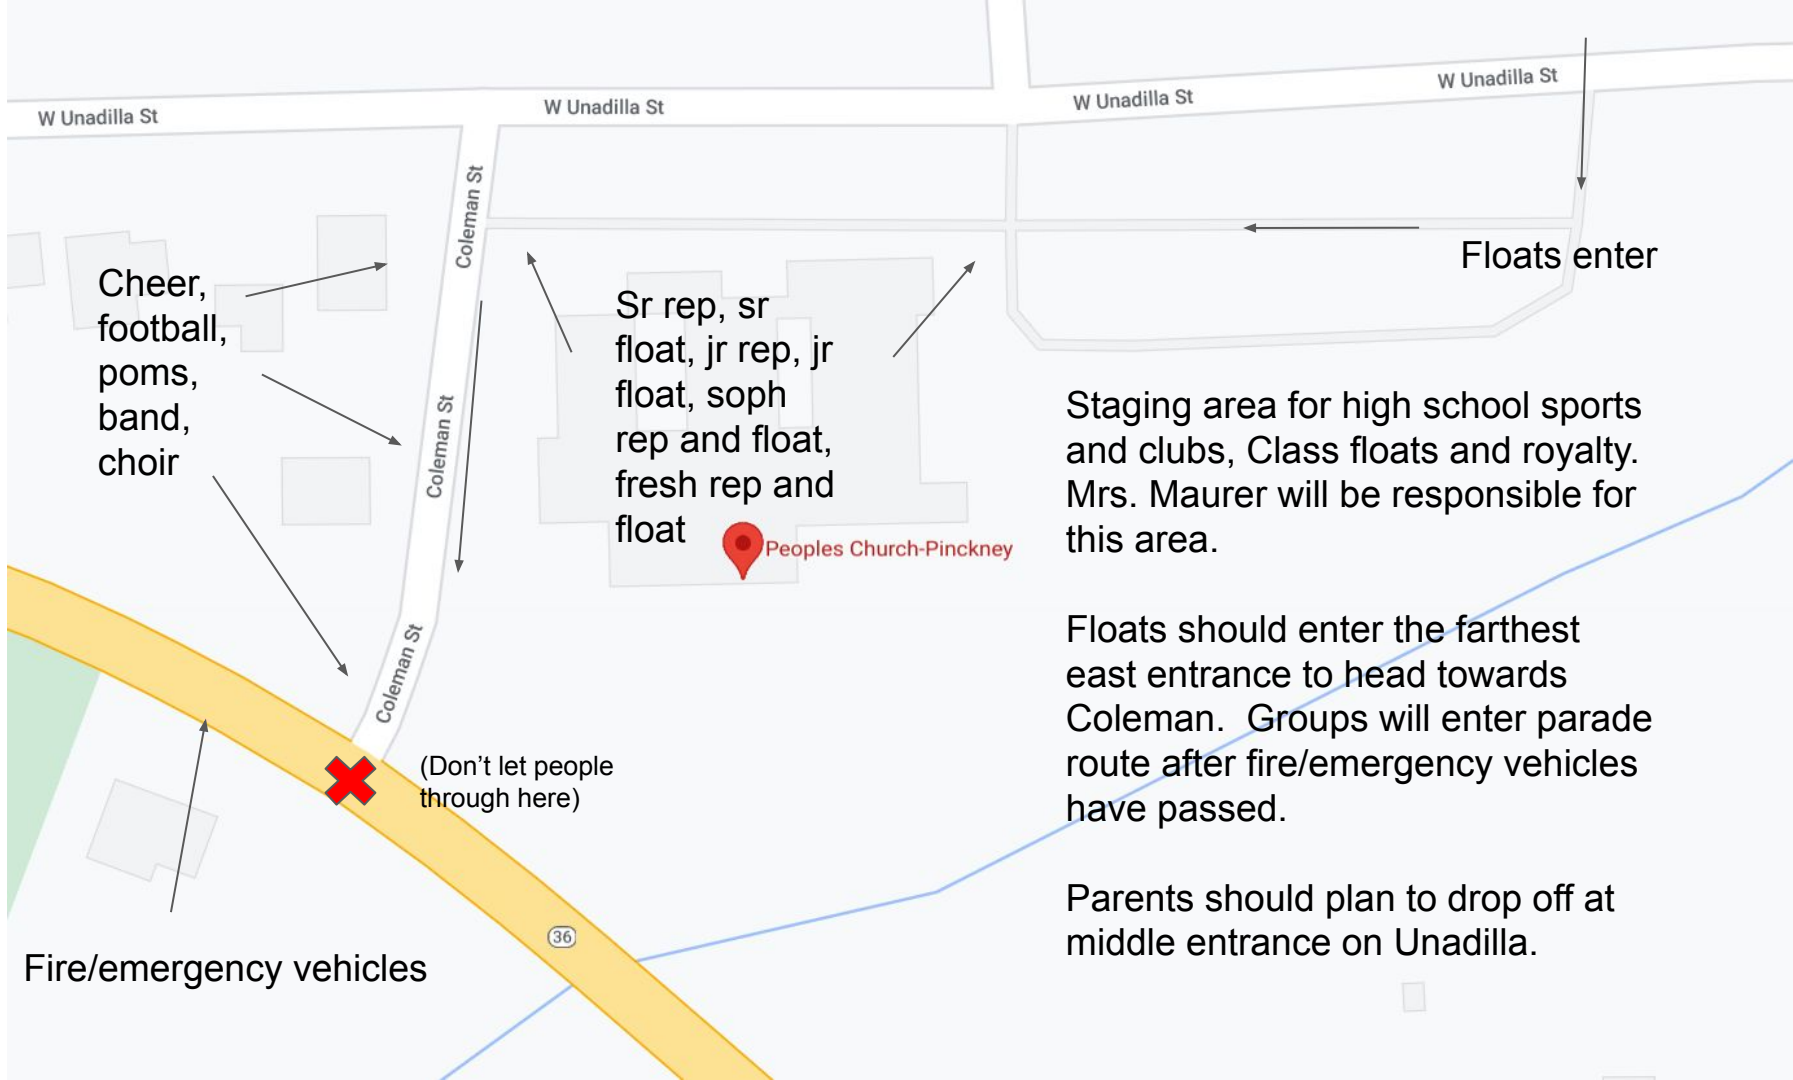 W Unadilla St
W Unadilla St
W Unadilla St
W Unadilla St
Coleman St
Coleman St
Coleman St
Floats enter
Cheer,
football,
poms,
band,
choir
Sr rep, sr
float, jr rep, jr
float, soph
rep and float,
fresh rep and
float
Peoples Church-Pinckney
Staging area for high school sports
and clubs, Class floats and royalty.
Mrs. Maurer will be responsible for
this area.
Floats should enter the farthest
east entrance to head towards
Coleman.  Groups will enter parade
route after fire/emergency vehicles
have passed.
Parents should plan to drop off at
middle entrance on Unadilla.
(Don’t let people
through here)
36
Fire/emergency vehicles